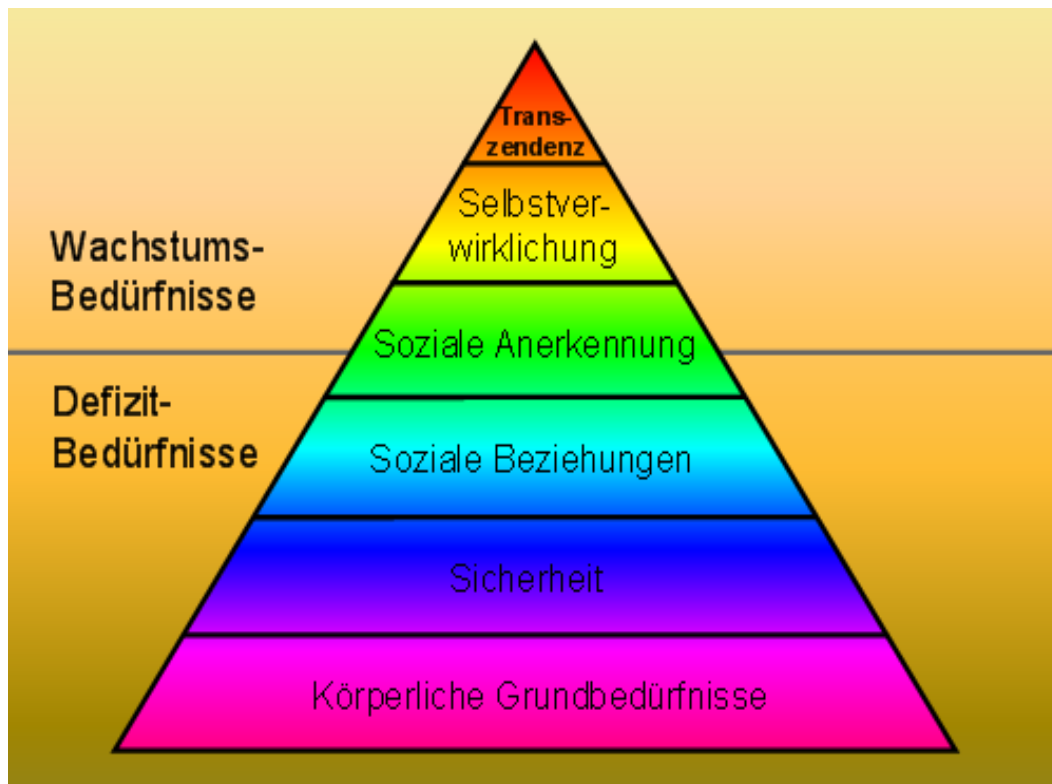 Trans-
zendenz
Selbstver-
wirklichung
Wachstums-
Bedürfnisse
Soziale Anerkennung
Defizit-
Bedürfnisse
Soziale Beziehungen
Sicherheit
Körperliche Grundbedürfnisse